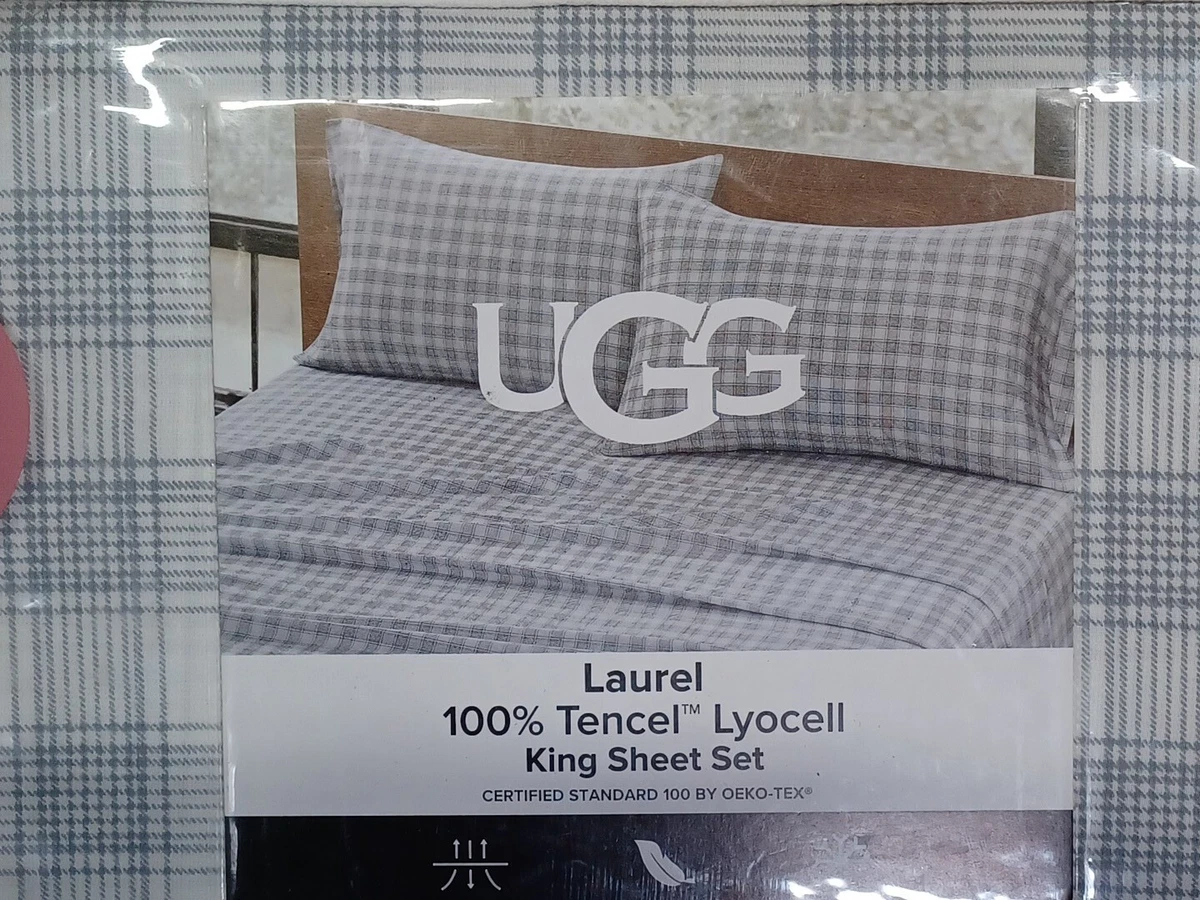 UGG
Laurel
100% Tencel™ Lyocell
King Sheet Set
CERTIFIED STANDARD 100 BY OEKO-TEX®